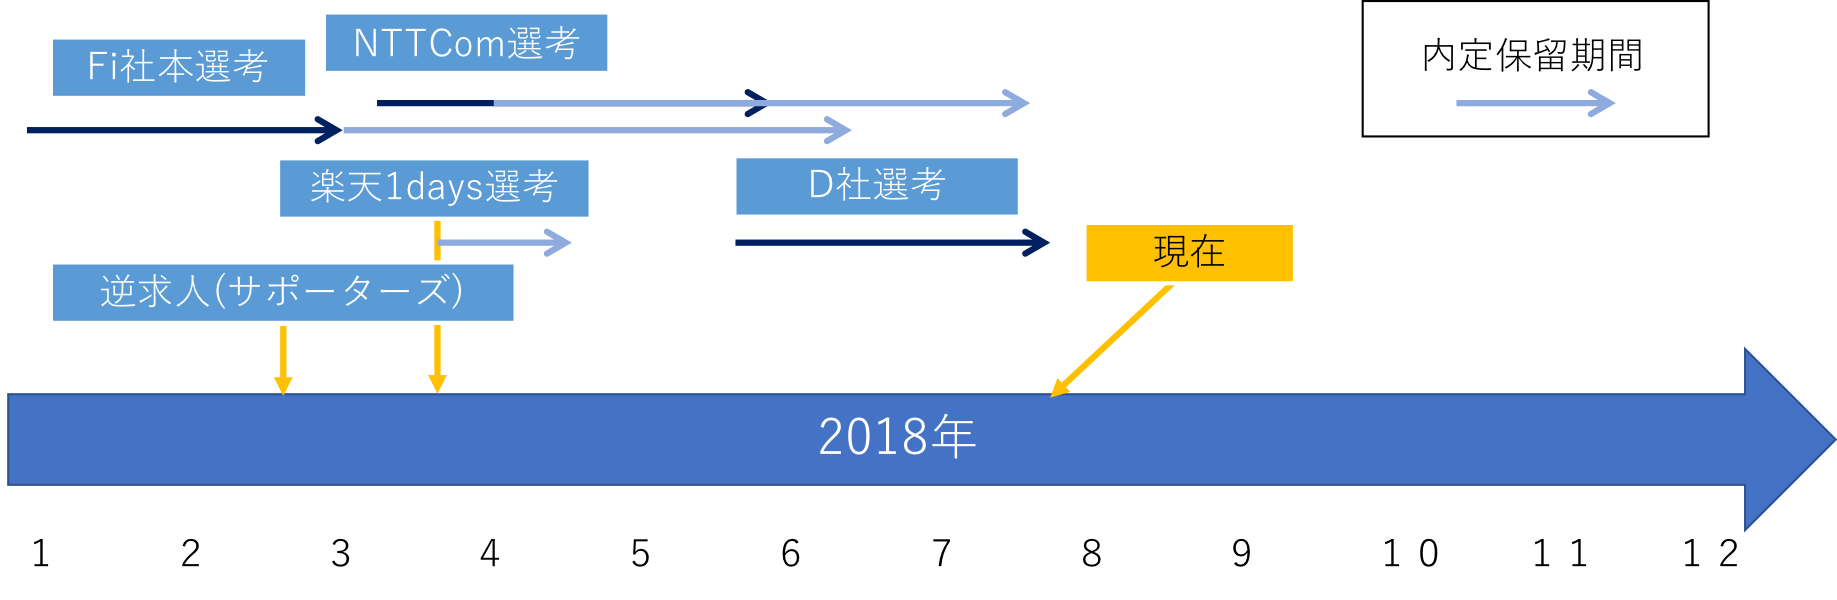 NTTCom選考
Fi社本選考
内定保留期間
楽天1days選考
D社選考
現在
逆求人(サポーターズ)
2018年
1 2 3 4 5 6 7 8 9 10 11 12